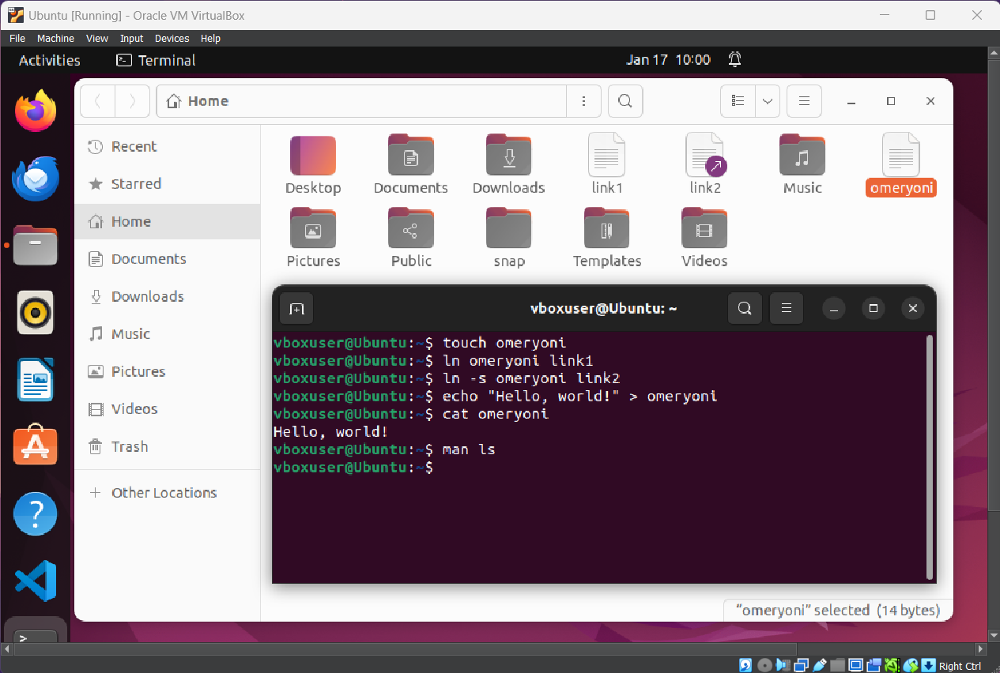 Ubuntu [Running] - Oracle VM VirtualBox
File Machine View Input Devices Help
Activities Terminal Jan 17 10:00
Home
Recent
Starred
Home
Documents
Downloads
Music
Pictures
Videos
Trash
Other Locations
Desktop Documents Downloads link1 link2 Music omeryoni
Pictures Public snap Templates Videos
vboxuser@Ubuntu: ~
vboxuser@Ubuntu:~$ touch omeryoni
vboxuser@Ubuntu:~$ ln omeryoni link1
vboxuser@Ubuntu:~$ ln -s omeryoni link2
vboxuser@Ubuntu:~$ echo "Hello, world!" > omeryoni
vboxuser@Ubuntu:~$ cat omeryoni
Hello, world!
vboxuser@Ubuntu:~$ man ls
vboxuser@Ubuntu:~$
“omeryoni” selected (14 bytes)
Right Ctrl